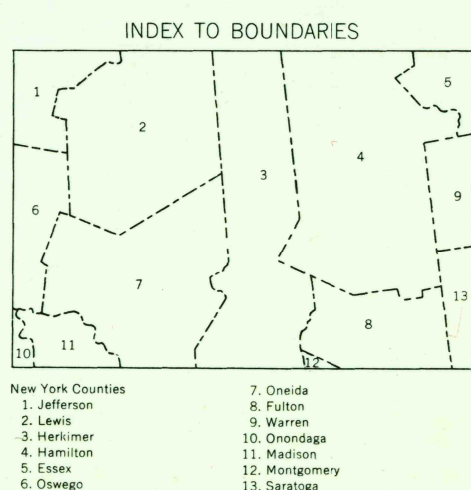 INDEX TO BOUNDARIES
1
5
2
4
3
9
6
7
13
8
11
10
12
New York Counties
1. Jefferson
2. Lewis
3. Herkimer
4. Hamilton
5. Essex
6. Oswego
7. Oneida
8. Fulton
9. Warren
10. Onondaga
11. Madison
12. Montgomery
13. Saratoga